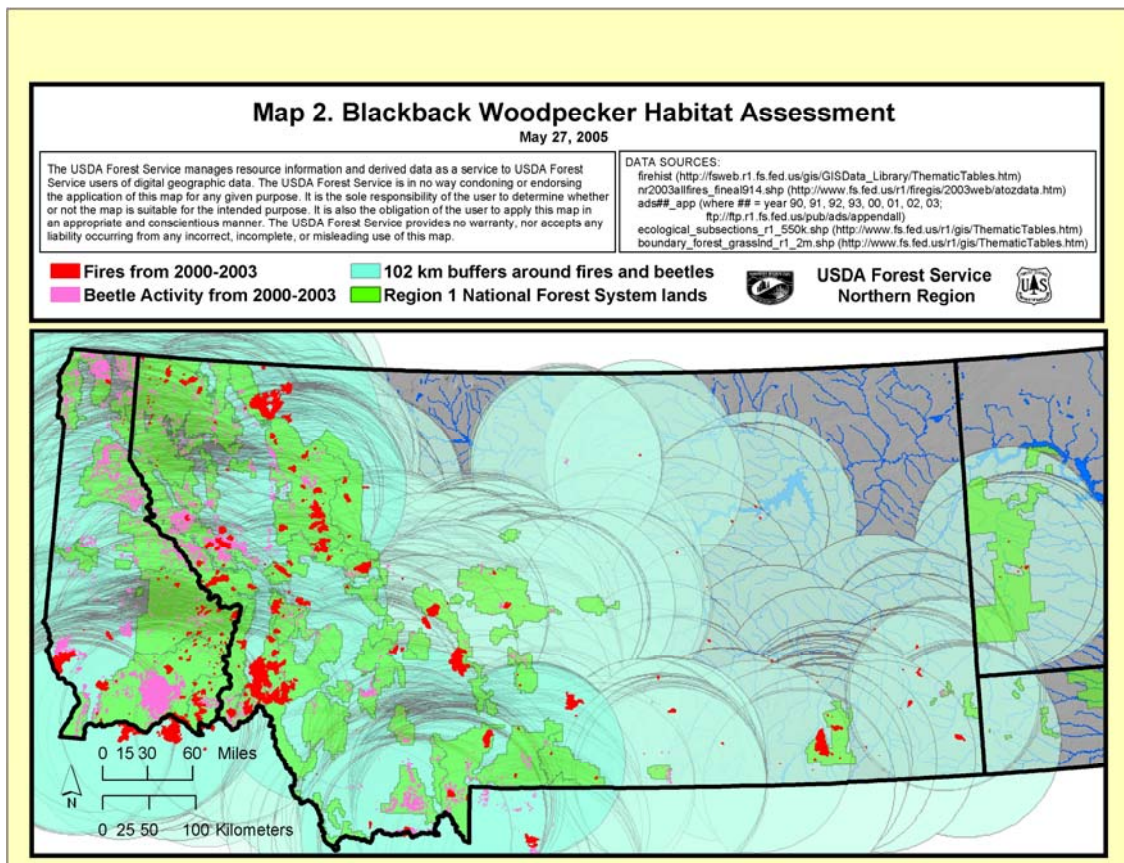 Map 2. Blackback Woodpecker Habitat Assessment
May 27, 2005
The USDA Forest Service manages resource information and derived data as a service to USDA Forest
Service users of digital geographic data. The USDA Forest Service is in no way condoning or endorsing
the application of this map for any given purpose. It is the sole responsibility of the user to determine whether
or not the map is suitable for the intended purpose. It is also the obligation of the user to apply this map in
an appropriate and conscientious manner. The USDA Forest Service provides no warranty, nor accepts any
liability occurring from any incorrect, incomplete, or misleading use of this map.
DATA SOURCES:
firehist (http://fsweb.r1.fs.fed.us/gis/GISData_Library/ThematicTables.htm)
nr2003allfires_fineal914.shp (http://www.fs.fed.us/r1/firegis/2003web/atozdata.htm)
ads##_app (where ## = year 90, 91, 92, 93, 00, 01, 02, 03;
ftp://ftp.r1.fs.fed.us/pub/ads/appendall)
ecological_subsections_r1_550k.shp (http://www.fs.fed.us/r1/gis/ThematicTables.htm)
boundary_forest_grasslnd_r1_2m.shp (http://www.fs.fed.us/r1/gis/ThematicTables.htm)
Fires from 2000-2003
Beetle Activity from 2000-2003
102 km buffers around fires and beetles
Region 1 National Forest System lands
USDA Forest Service
Northern Region
UAS
0 15 30 60 Miles
N
0 25 50 100 Kilometers